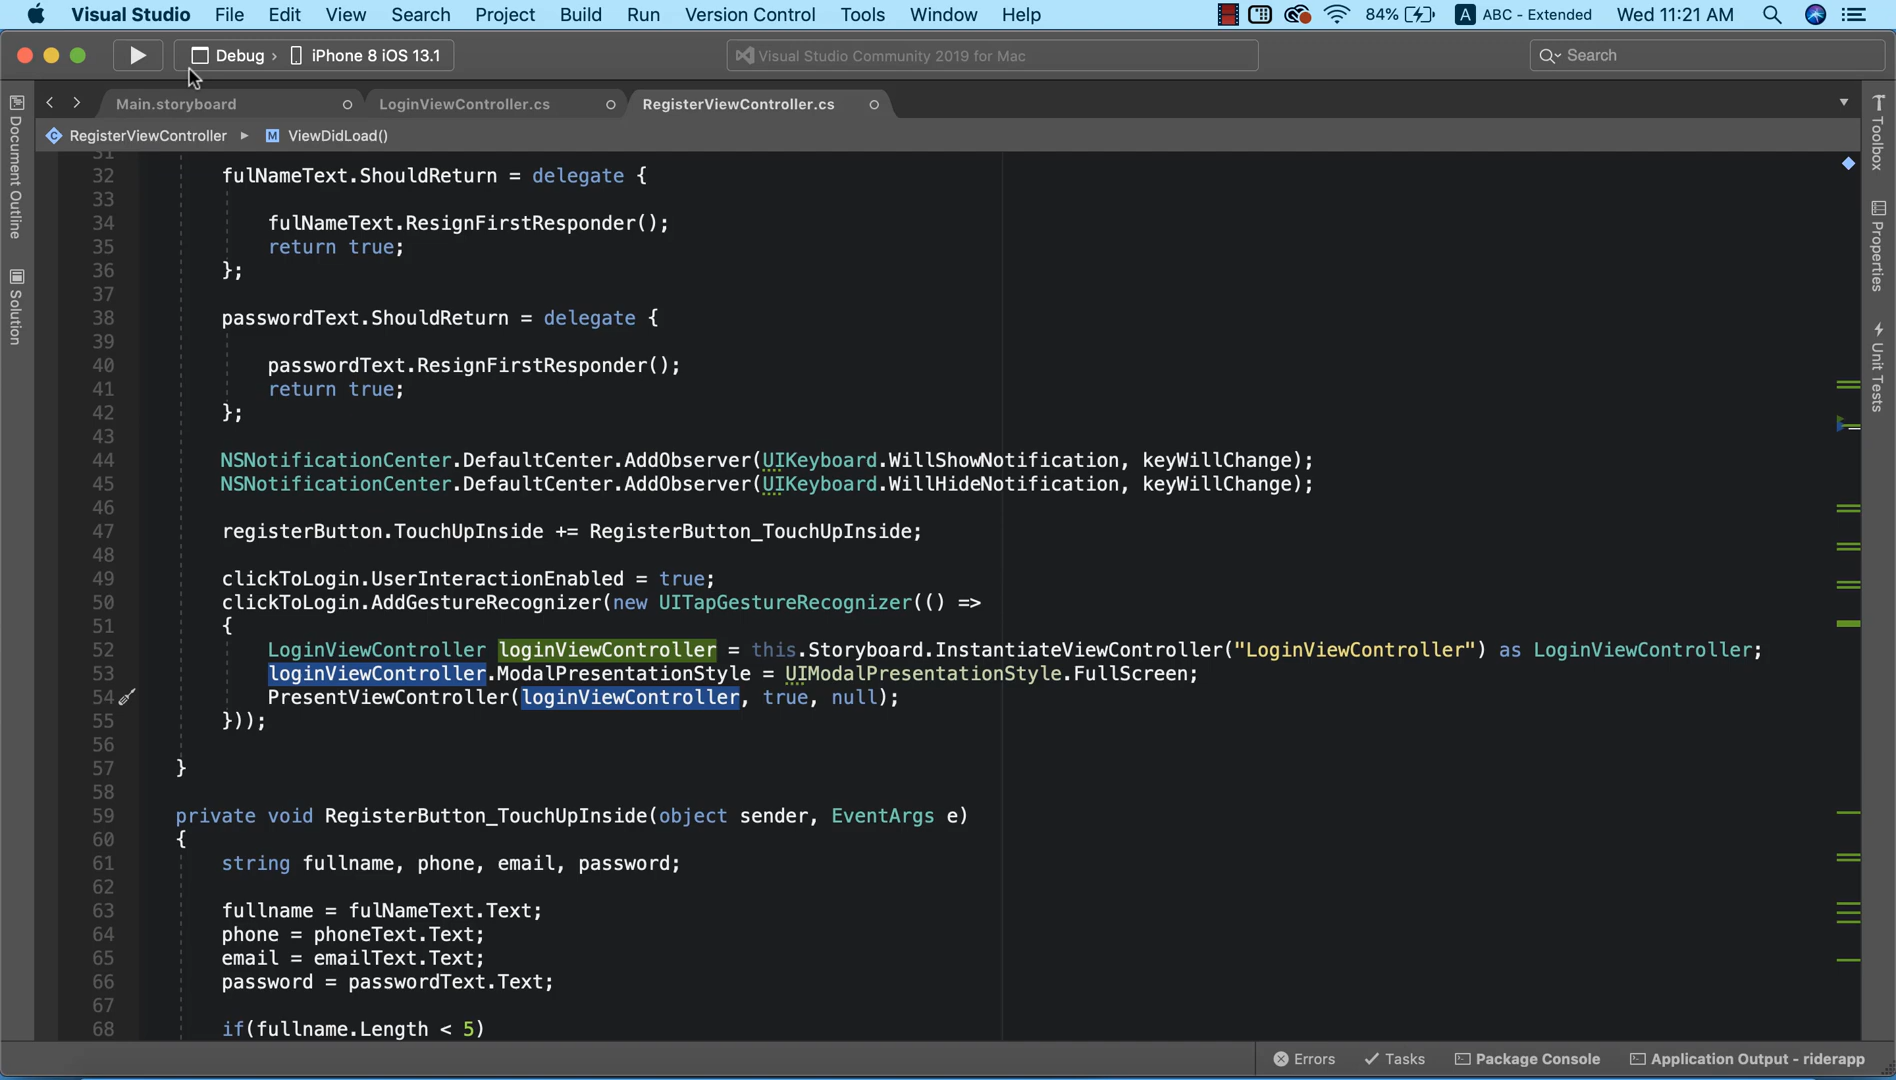 Visual Studio File Edit View Search Project Build Run Version Control Tools Window Help 84% A ABC - Extended Wed 11:21 AM
Debug › iPhone 8 iOS 13.1 Visual Studio Community 2019 for Mac Search
Main.storyboard LoginViewController.cs RegisterViewController.cs
RegisterViewController ViewDidLoad()
Document Outline
Solution
Toolbox
Properties
Unit Tests
31
32 fulNameText.ShouldReturn = delegate {
33
34 fulNameText.ResignFirstResponder();
35 return true;
36 };
37
38 passwordText.ShouldReturn = delegate {
39
40 passwordText.ResignFirstResponder();
41 return true;
42 };
43
44 NSNotificationCenter.DefaultCenter.AddObserver(UIKeyboard.WillShowNotification, keyWillChange);
45 NSNotificationCenter.DefaultCenter.AddObserver(UIKeyboard.WillHideNotification, keyWillChange);
46
47 registerButton.TouchUpInside += RegisterButton_TouchUpInside;
48
49 clickToLogin.UserInteractionEnabled = true;
50 clickToLogin.AddGestureRecognizer(new UITapGestureRecognizer(() =>
51 {
52 LoginViewController loginViewController = this.Storyboard.InstantiateViewController("LoginViewController") as LoginViewController;
53 loginViewController.ModalPresentationStyle = UIModalPresentationStyle.FullScreen;
54 PresentViewController(loginViewController, true, null);
55 }));
56
57 }
58
59 private void RegisterButton_TouchUpInside(object sender, EventArgs e)
60 {
61 string fullname, phone, email, password;
62
63 fullname = fulNameText.Text;
64 phone = phoneText.Text;
65 email = emailText.Text;
66 password = passwordText.Text;
67
68 if(fullname.Length < 5)
Errors Tasks Package Console Application Output - riderapp